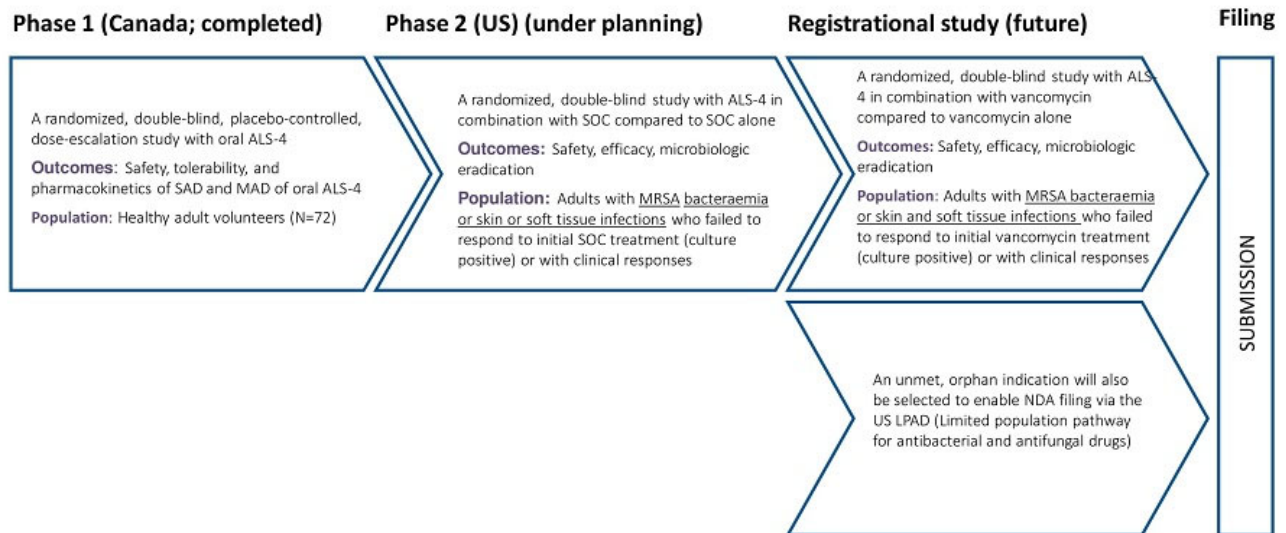 Phase 1 (Canada; completed)
A randomized, double-blind, placebo-controlled,
dose-escalation study with oral ALS-4
Outcomes: Safety, tolerability, and
pharmacokinetics of SAD and MAD of oral ALS-4
Population: Healthy adult volunteers (N=72)
Phase 2 (US) (under planning)
A randomized, double-blind study with ALS-4 in
combination with SOC compared to SOC alone
Outcomes: Safety, efficacy, microbiologic
eradication
Population: Adults with MRSA bacteraemia
or skin or soft tissue infections who failed to
respond to initial SOC treatment (culture
positive) or with clinical responses
Registrational study (future)
A randomized, double-blind study with ALS-
4 in combination with vancomycin
compared to vancomycin alone
Outcomes: Safety, efficacy, microbiologic
eradication
Population: Adults with MRSA bacteraemia
or skin and soft tissue infections who failed
to respond to initial vancomycin treatment
(culture positive) or with clinical responses
An unmet, orphan indication will also
be selected to enable NDA filing via the
US LPAD (Limited population pathway
for antibacterial and antifungal drugs)
Filing
SUBMISSION